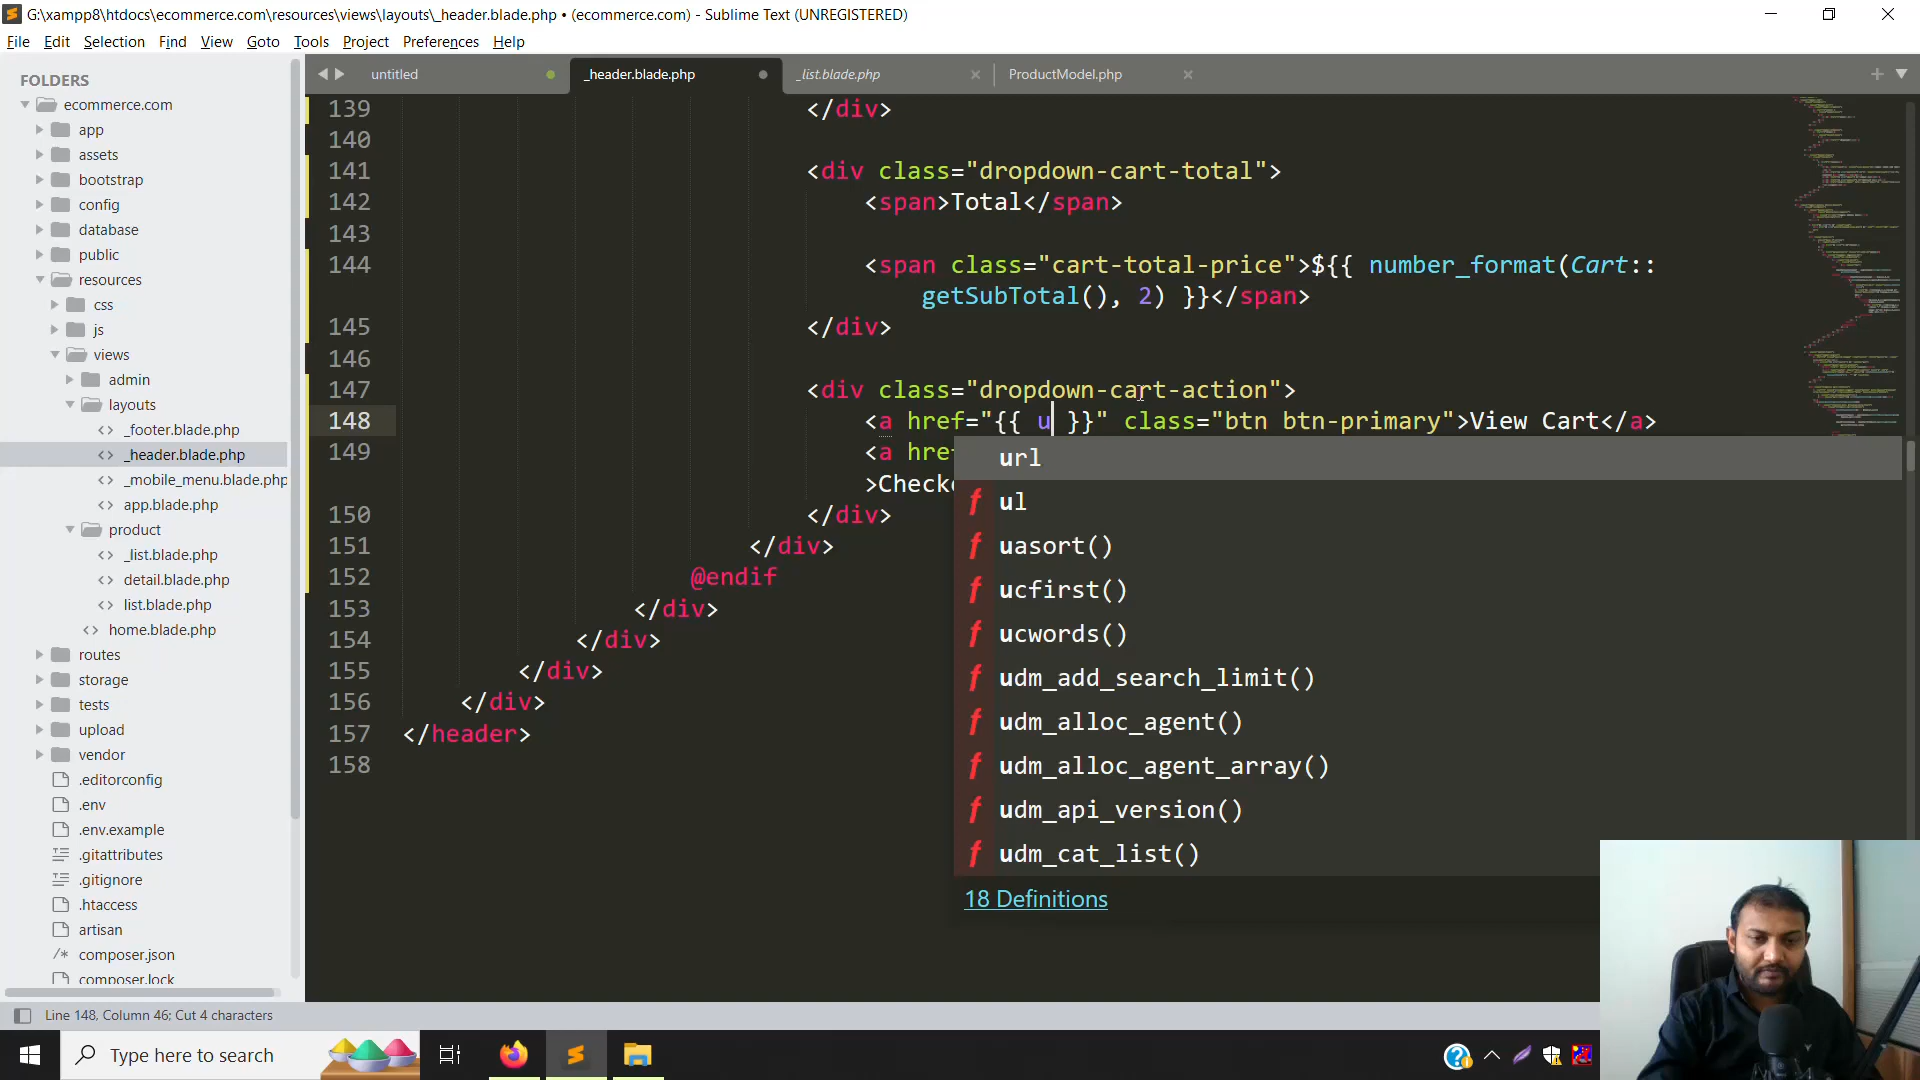 G:\xampp8\htdocs\ecommerce.com\resources\views\layouts\_header.blade.php • (ecommerce.com) - Sublime Text (UNREGISTERED)
File Edit Selection Find View Goto Tools Project Preferences Help
FOLDERS
ecommerce.com
app
assets
bootstrap
config
database
public
resources
css
js
views
admin
layouts
_footer.blade.php
_header.blade.php
_mobile_menu.blade.php
app.blade.php
product
_list.blade.php
detail.blade.php
list.blade.php
home.blade.php
routes
storage
tests
upload
vendor
.editorconfig
.env
.env.example
.gitattributes
.gitignore
.htaccess
artisan
composer.json
composer.lock
untitled _header.blade.php _list.blade.php ProductModel.php
139 </div>
140
141 <div class="dropdown-cart-total">
142 <span>Total</span>
143
144 <span class="cart-total-price">${{ number_format(Cart::
getSubTotal(), 2) }}</span>
145 </div>
146
147 <div class="dropdown-cart-action">
148 <a href="{{ u }}" class="btn btn-primary">View Cart</a>
149 <a hre
>Check
150 </div>
151 </div>
152 @endif
153 </div>
154 </div>
155 </div>
156 </div>
157 </header>
158
url
f ul
f uasort()
f ucfirst()
f ucwords()
f udm_add_search_limit()
f udm_alloc_agent()
f udm_alloc_agent_array()
f udm_api_version()
f udm_cat_list()
18 Definitions
Line 148, Column 46; Cut 4 characters
Type here to search